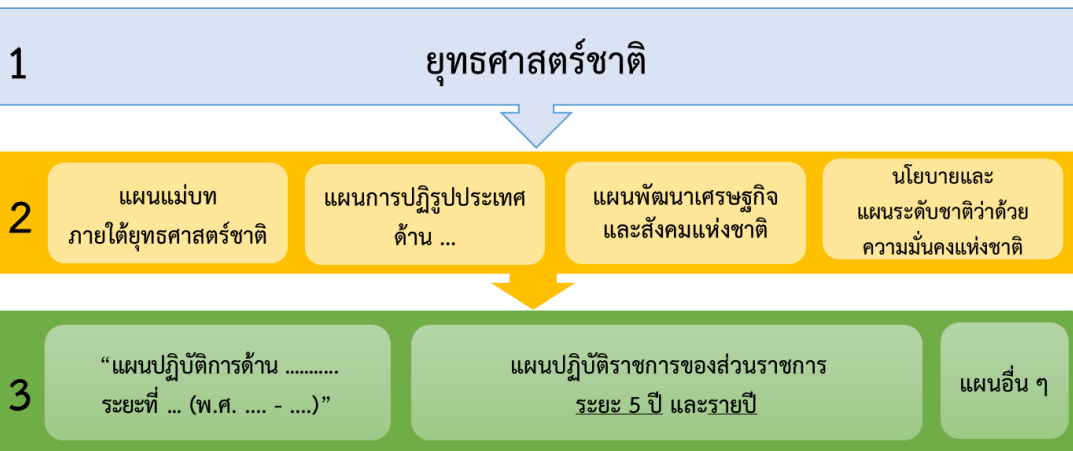 1
ยุทธศาสตร์ชาติ
2
แผนแม่บท
ภายใต้ยุทธศาสตร์ชาติ
แผนการปฏิรูปประเทศ
ด้าน ...
แผนพัฒนาเศรษฐกิจ
และสังคมแห่งชาติ
นโยบายและ
แผนระดับชาติว่าด้วย
ความมั่นคงแห่งชาติ
3
“แผนปฏิบัติการด้าน ...........
ระยะที่ ... (พ.ศ. .... - ....)”
แผนปฏิบัติราชการของส่วนราชการ
ระยะ 5 ปี และรายปี
แผนอื่น ๆ